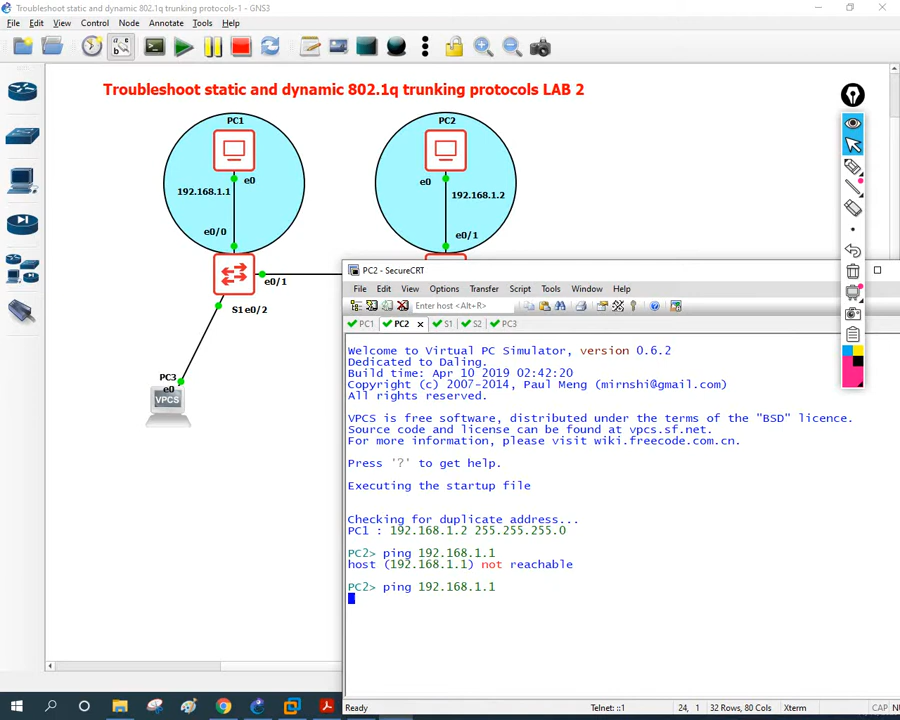 Troubleshoot static and dynamic 802.1q trunking protocols-1 - GNS3
File Edit View Control Node Annotate Tools Help
Troubleshoot static and dynamic 802.1q trunking protocols LAB 2
PC1
PC2
e0
e0
192.168.1.1
192.168.1.2
e0/0
e0/1
e0/1
S1e0/2
PC3
e0
VPCS
PC2 - SecureCRT
File Edit View Options Transfer Script Tools Window Help
Enter host <Alt+R>
PC1 PC2 S1 S2 PC3
Welcome to Virtual PC Simulator, version 0.6.2
Dedicated to Daling.
Build time: Apr 10 2019 02:42:20
Copyright (c) 2007-2014, Paul Meng (mirnshi@gmail.com)
All rights reserved.
VPCS is free software, distributed under the terms of the "BSD" licence.
Source code and license can be found at vpcs.sf.net.
For more information, please visit wiki.freecode.com.cn.
Press '?' to get help.
Executing the startup file
Checking for duplicate address...
PC1 : 192.168.1.2 255.255.255.0
PC2> ping 192.168.1.1
host (192.168.1.1) not reachable
PC2> ping 192.168.1.1
Ready
Telnet: ::1
24, 1
32 Rows, 80 Cols
Xterm
CAP